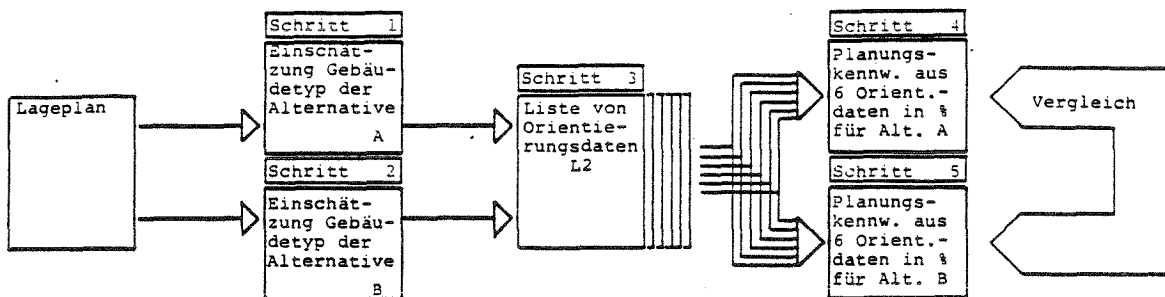 Lageplan
Schritt 1
Einschät-
zung Gebäu-
detyp der
Alternative
A
Schritt 2
Einschät-
zung Gebäu-
detyp der
Alternative
B
Schritt 3
Liste von
Orientie-
rungsdaten
L2
Schritt 4
Planungs-
kennw. aus
6 Orient.-
daten in %
für Alt. A
Schritt 5
Planungs-
kennw. aus
6 Orient.-
daten in %
für Alt. B
Vergleich